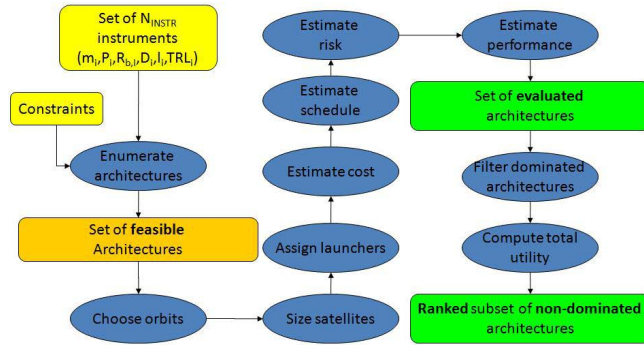 Set of N_INSTR
instruments
(m_i,P_i,R_b,i,D_i,I_i,TRL_i)
Constraints
Enumerate
architectures
Set of feasible
Architectures
Choose orbits
Size satellites
Assign launchers
Estimate cost
Estimate
schedule
Estimate
risk
Estimate
performance
Set of evaluated
architectures
Filter dominated
architectures
Compute total
utility
Ranked subset of non-dominated
architectures